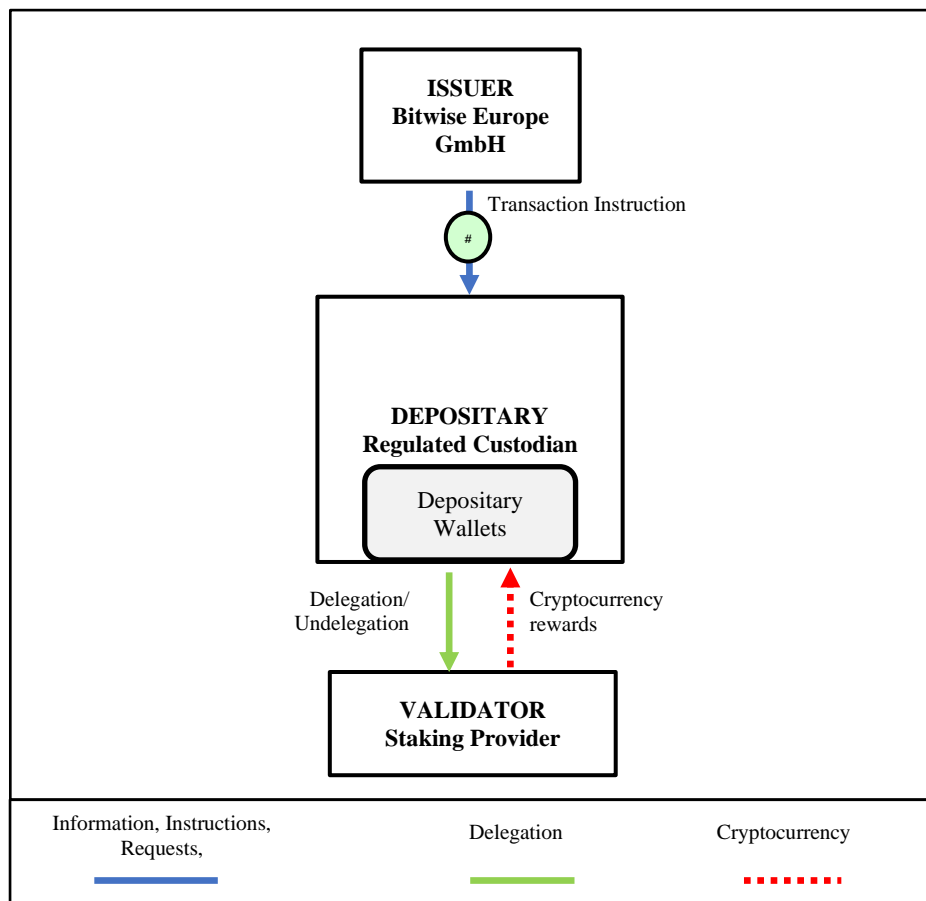 ISSUER
Bitwise Europe
GmbH
Transaction Instruction
#
DEPOSITARY
Regulated Custodian
Depositary
Wallets
Delegation/
Undelegation
Cryptocurrency
rewards
VALIDATOR
Staking Provider
Information, Instructions,
Requests,
Delegation
Cryptocurrency